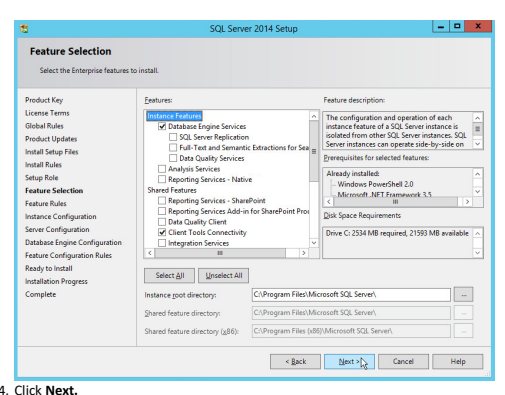 SQL Server 2014 Setup
Feature Selection
Select the Enterprise features to install.
Product Key
License Terms
Global Rules
Product Updates
Install Setup Files
Install Rules
Setup Role
Feature Selection
Feature Rules
Instance Configuration
Server Configuration
Database Engine Configuration
Feature Configuration Rules
Ready to Install
Installation Progress
Complete
Features:
Instance Features
Database Engine Services
SQL Server Replication
Full-Text and Semantic Extractions for Sea
Data Quality Services
Analysis Services
Reporting Services - Native
Shared Features
Reporting Services - SharePoint
Reporting Services Add-in for SharePoint Proc
Data Quality Client
Client Tools Connectivity
Integration Services
Feature description:
The configuration and operation of each
instance feature of a SQL Server instance is
isolated from other SQL Server instances. SQL
Server instances can operate side-by-side on
Prerequisites for selected features:
Already installed:
Windows PowerShell 2.0
Microsoft .NET Framework 3.5
Disk Space Requirements
Drive C: 2534 MB required, 21593 MB available
Select All
Unselect All
Instance root directory:
C:\Program Files\Microsoft SQL Server\
...
Shared feature directory:
C:\Program Files\Microsoft SQL Server\
...
Shared feature directory (x86):
C:\Program Files (x86)\Microsoft SQL Server\
...
< Back
Next >
Cancel
Help
4. Click Next.